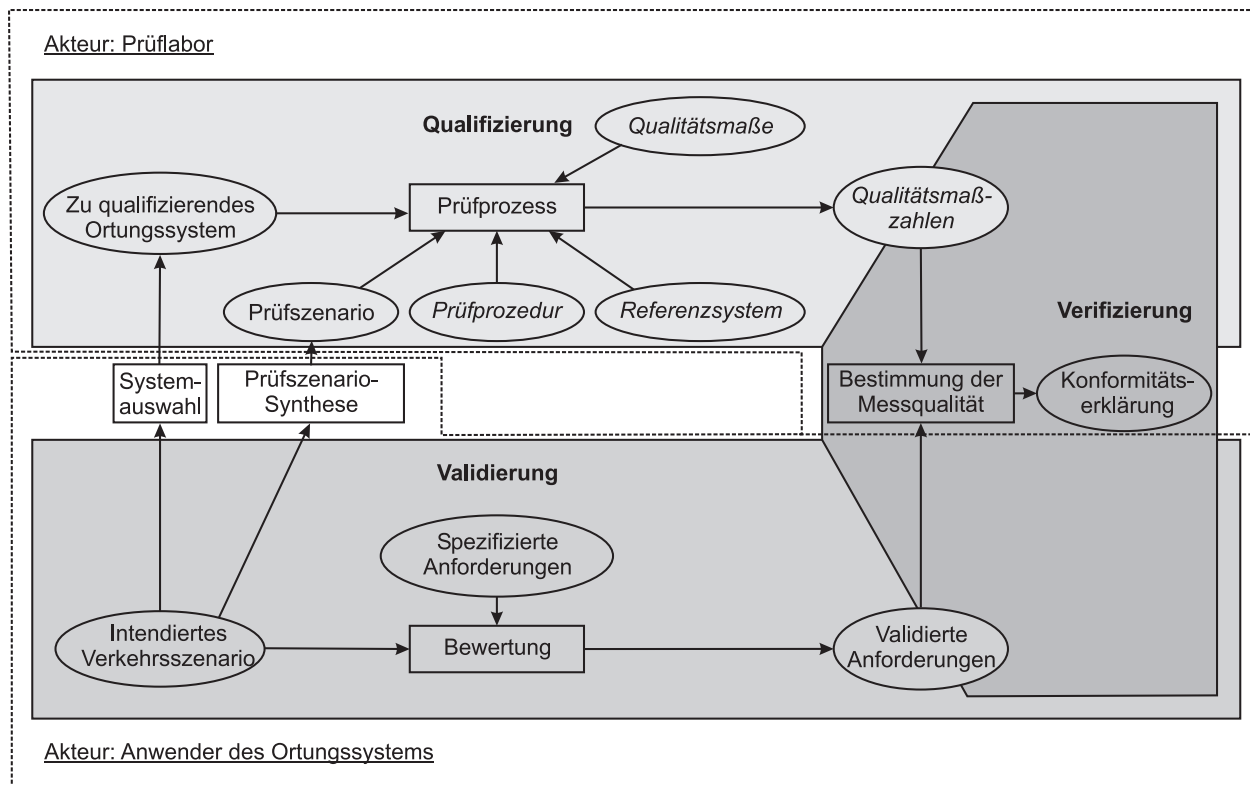 Akteur: Prüflabor
Qualifizierung
Qualitätsmaße
Zu qualifizierendes
Ortungssystem
Prüfprozess
Qualitätsmaß-
zahlen
Prüfszenario
Prüfprozedur
Referenzsystem
Verifizierung
System-
auswahl
Prüfszenario-
Synthese
Bestimmung der
Messqualität
Konformitäts-
erklärung
Validierung
Spezifizierte
Anforderungen
Intendiertes
Verkehrsszenario
Bewertung
Validierte
Anforderungen
Akteur: Anwender des Ortungssystems